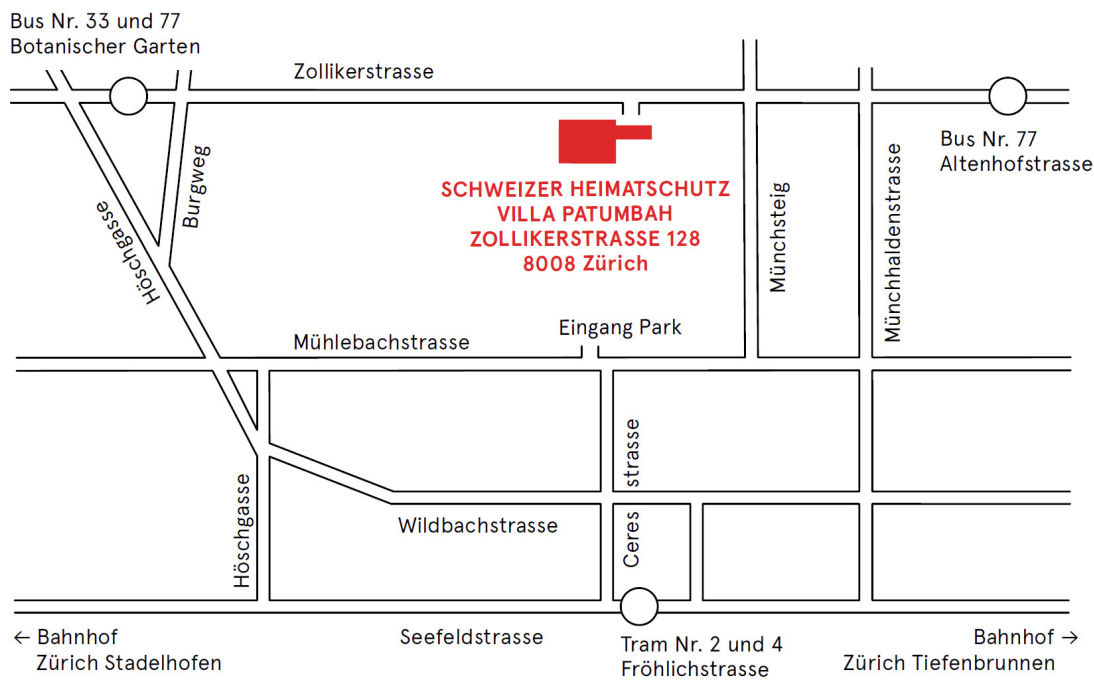 Bus Nr. 33 und 77
Botanischer Garten
Zollikerstrasse
Bus Nr. 77
Altenhofstrasse
Burgweg
Höschgasse
SCHWEIZER HEIMATSCHUTZ
VILLA PATUMBAH
ZOLLIKERSTRASSE 128
8008 Zürich
Münchsteig
Münchhaldenstrasse
Eingang Park
Mühlebachstrasse
Höschgasse
Wildbachstrasse
Ceres strasse
← Bahnhof
Zürich Stadelhofen
Seefeldstrasse
Tram Nr. 2 und 4
Fröhlichstrasse
Bahnhof →
Zürich Tiefenbrunnen